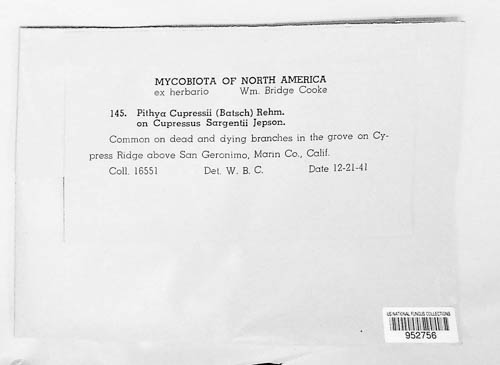 MYCOBIOTA OF NORTH AMERICA
ex herbario Wm. Bridge Cooke
145. Pithya Cupressii (Batsch) Rehm.
on Cupressus Sargentii Jepson.
Common on dead and dying branches in the grove on Cy-
press Ridge above San Geronimo, Marin Co., Calif.
Coll. 16551 Det. W. B. C. Date 12-21-41
US NATIONAL FUNGUS COLLECTIONS
952756